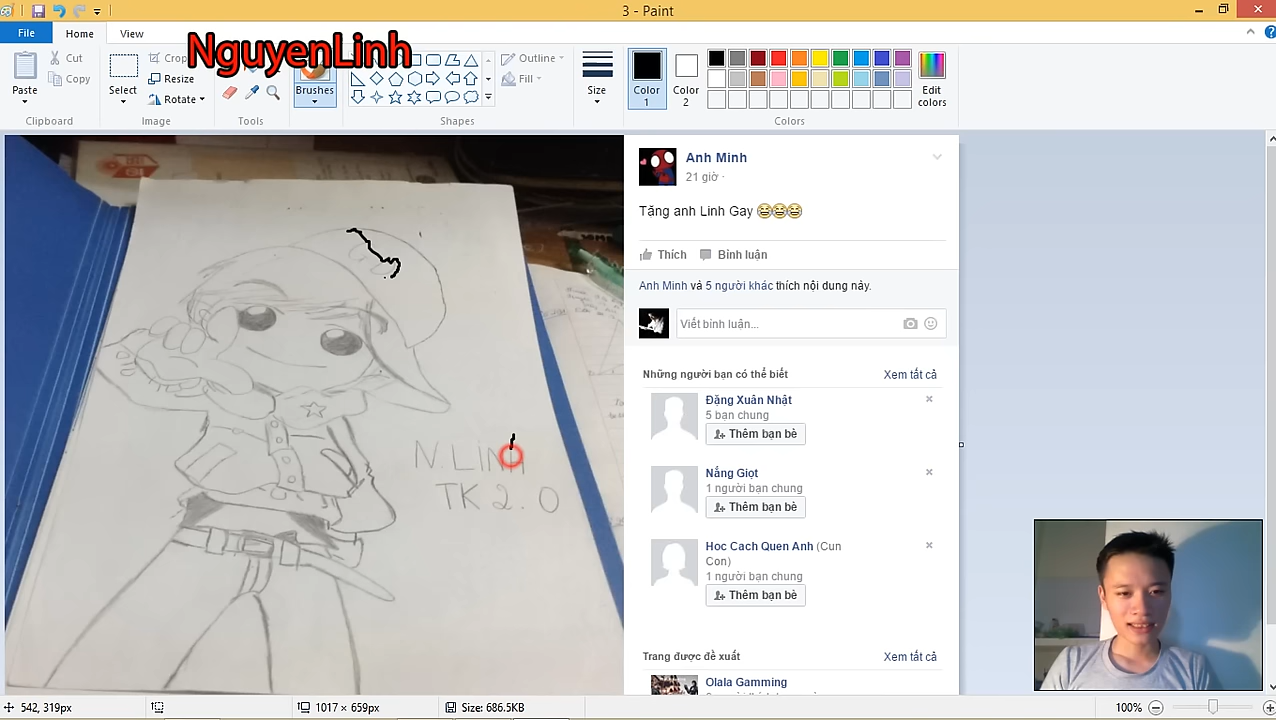 3 - Paint
File
Home
View
NguyenLinh
Paste
Cut
Copy
Clipboard
Select
Crop
Resize
Rotate
Image
Tools
Brushes
Outline
Fill
Shapes
Size
Color
1
Color
2
Edit
colors
Colors
Anh Minh
21 giờ ·
Tặng anh Linh Gay
Thích
Bình luận
Anh Minh và 5 người khác thích nội dung này.
Viết bình luận...
Những người bạn có thể biết
Xem tất cả
Đặng Xuân Nhật
5 bạn chung
Thêm bạn bè
Nắng Giọt
1 người bạn chung
Thêm bạn bè
Hoc Cach Quen Anh (Cun
Con)
1 người bạn chung
Thêm bạn bè
Trang được đề xuất
Xem tất cả
Olala Gamming
N.LINH
TK 2.0
542, 319px
1017 × 659px
Size: 686.5KB
100%